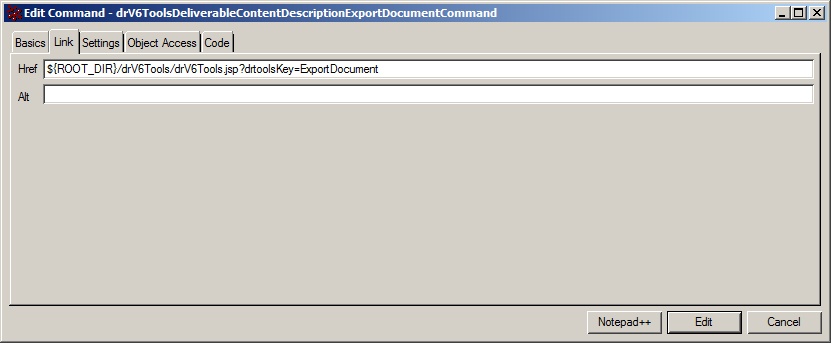 Edit Command - drV6ToolsDeliverableContentDescriptionExportDocumentCommand
Basics Link Settings Object Access Code
Href ${ROOT_DIR}/drV6Tools/drV6Tools.jsp?drtoolsKey=ExportDocument
Alt
Notepad++ Edit Cancel